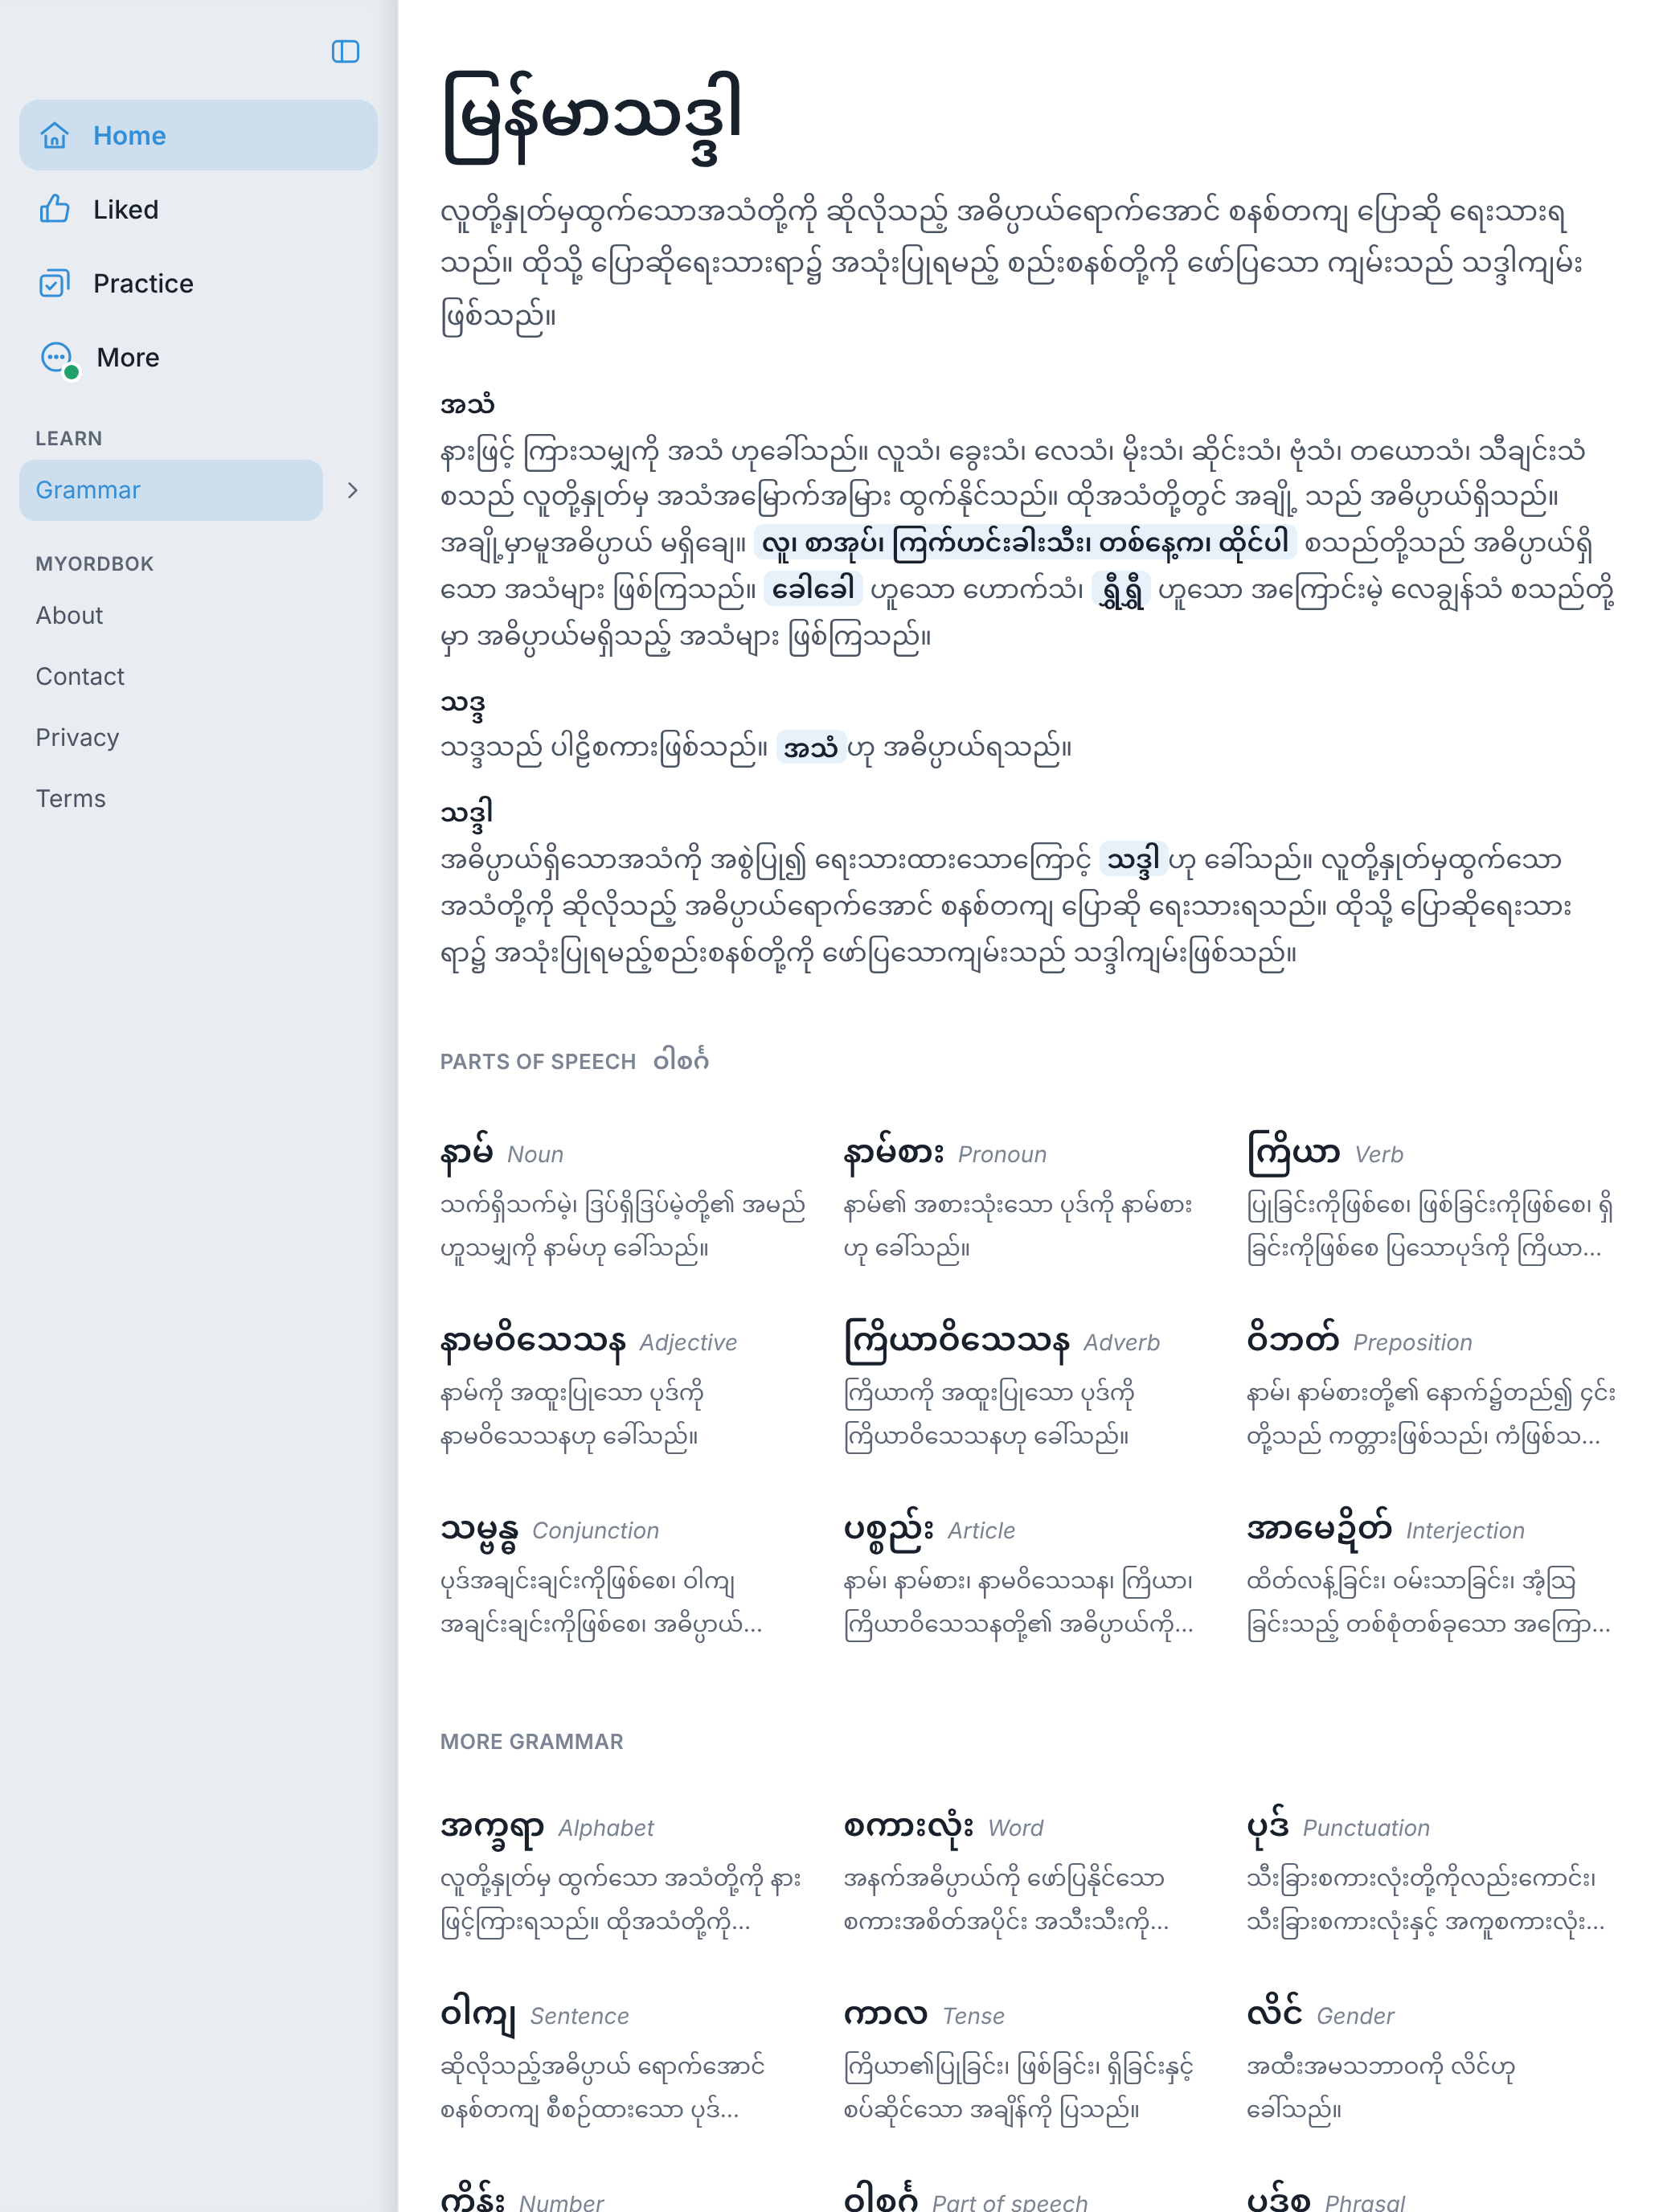 Home
Liked
Practice
More
LEARN
Grammar
MYORDBOK
About
Contact
Privacy
Terms
မြန်မာသဒ္ဒါ
လူတို့နှုတ်မှထွက်သောအသံတို့ကို ဆိုလိုသည့် အဓိပ္ပာယ်ရောက်အောင် စနစ်တကျ ပြောဆို ရေးသားရ
သည်။ ထိုသို့ ပြောဆိုရေးသားရာ၌ အသုံးပြုရမည့် စည်းစနစ်တို့ကို ဖော်ပြသော ကျမ်းသည် သဒ္ဒါကျမ်း
ဖြစ်သည်။
အသံ
နားဖြင့် ကြားသမျှကို အသံ ဟုခေါ်သည်။ လူသံ၊ ခွေးသံ၊ လေသံ၊ မိုးသံ၊ ဆိုင်းသံ၊ ဗုံသံ၊ တယောသံ၊ သီချင်းသံ
စသည် လူတို့နှုတ်မှ အသံအမြောက်အမြား ထွက်နိုင်သည်။ ထိုအသံတို့တွင် အချို့ သည် အဓိပ္ပာယ်ရှိသည်။
အချို့မှာမူအဓိပ္ပာယ် မရှိချေ။ လူ၊ စာအုပ်၊ ကြက်ဟင်းခါးသီး၊ တစ်နေ့က၊ ထိုင်ပါ စသည်တို့သည် အဓိပ္ပာယ်ရှိ
သော အသံများ ဖြစ်ကြသည်။ ခေါခေါ ဟူသော ဟောက်သံ၊ ရှီရှီ ဟူသော အကြောင်းမဲ့ လေချွန်သံ စသည်တို့
မှာ အဓိပ္ပာယ်မရှိသည့် အသံများ ဖြစ်ကြသည်။
သဒ္ဒ
သဒ္ဒသည် ပါဠိစကားဖြစ်သည်။ အသံ ဟု အဓိပ္ပာယ်ရသည်။
သဒ္ဒါ
အဓိပ္ပာယ်ရှိသောအသံကို အစွဲပြု၍ ရေးသားထားသောကြောင့် သဒ္ဒါ ဟု ခေါ်သည်။ လူတို့နှုတ်မှထွက်သော
အသံတို့ကို ဆိုလိုသည့် အဓိပ္ပာယ်ရောက်အောင် စနစ်တကျ ပြောဆို ရေးသားရသည်။ ထိုသို့ ပြောဆိုရေးသား
ရာ၌ အသုံးပြုရမည့်စည်းစနစ်တို့ကို ဖော်ပြသောကျမ်းသည် သဒ္ဒါကျမ်းဖြစ်သည်။
PARTS OF SPEECH ဝါစင်္ဂ
နာမ် Noun
သက်ရှိသက်မဲ့၊ ဒြပ်ရှိဒြပ်မဲ့တို့၏ အမည်
ဟူသမျှကို နာမ်ဟု ခေါ်သည်။
နာမ်စား Pronoun
နာမ်၏ အစားသုံးသော ပုဒ်ကို နာမ်စား
ဟု ခေါ်သည်။
ကြိယာ Verb
ပြုခြင်းကိုဖြစ်စေ၊ ဖြစ်ခြင်းကိုဖြစ်စေ၊ ရှိ
ခြင်းကိုဖြစ်စေ ပြသောပုဒ်ကို ကြိယာ...
နာမဝိသေသန Adjective
နာမ်ကို အထူးပြုသော ပုဒ်ကို
နာမဝိသေသနဟု ခေါ်သည်။
ကြိယာဝိသေသန Adverb
ကြိယာကို အထူးပြုသော ပုဒ်ကို
ကြိယာဝိသေသနဟု ခေါ်သည်။
ဝိဘတ် Preposition
နာမ်၊ နာမ်စားတို့၏ နောက်၌တည်၍ ၄င်း
တို့သည် ကတ္တားဖြစ်သည်၊ ကံဖြစ်သ...
သမ္ဗန္ဓ Conjunction
ပုဒ်အချင်းချင်းကိုဖြစ်စေ၊ ဝါကျ
အချင်းချင်းကိုဖြစ်စေ၊ အဓိပ္ပာယ်...
ပစ္စည်း Article
နာမ်၊ နာမ်စား၊ နာမဝိသေသန၊ ကြိယာ၊
ကြိယာဝိသေသနတို့၏ အဓိပ္ပာယ်ကို...
အာမေဍိတ် Interjection
ထိတ်လန့်ခြင်း၊ ဝမ်းသာခြင်း၊ အံ့ဩ
ခြင်းသည့် တစ်စုံတစ်ခုသော အကြော...
MORE GRAMMAR
အက္ခရာ Alphabet
လူတို့နှုတ်မှ ထွက်သော အသံတို့ကို နား
ဖြင့်ကြားရသည်။ ထိုအသံတို့ကို...
စကားလုံး Word
အနက်အဓိပ္ပာယ်ကို ဖော်ပြနိုင်သော
စကားအစိတ်အပိုင်း အသီးသီးကို...
ပုဒ် Punctuation
သီးခြားစကားလုံးတို့ကိုလည်းကောင်း၊
သီးခြားစကားလုံးနှင့် အကူစကားလုံး...
ဝါကျ Sentence
ဆိုလိုသည့်အဓိပ္ပာယ် ရောက်အောင်
စနစ်တကျ စီစဉ်ထားသော ပုဒ်...
ကာလ Tense
ကြိယာ၏ပြုခြင်း၊ ဖြစ်ခြင်း၊ ရှိခြင်းနှင့်
စပ်ဆိုင်သော အချိန်ကို ပြသည်။
လိင် Gender
အထီးအမသဘာဝကို လိင်ဟု
ခေါ်သည်။
ကိန်း Number
ဝါစင်္ဂ Part of speech
ပုဒ်စု Phrasal